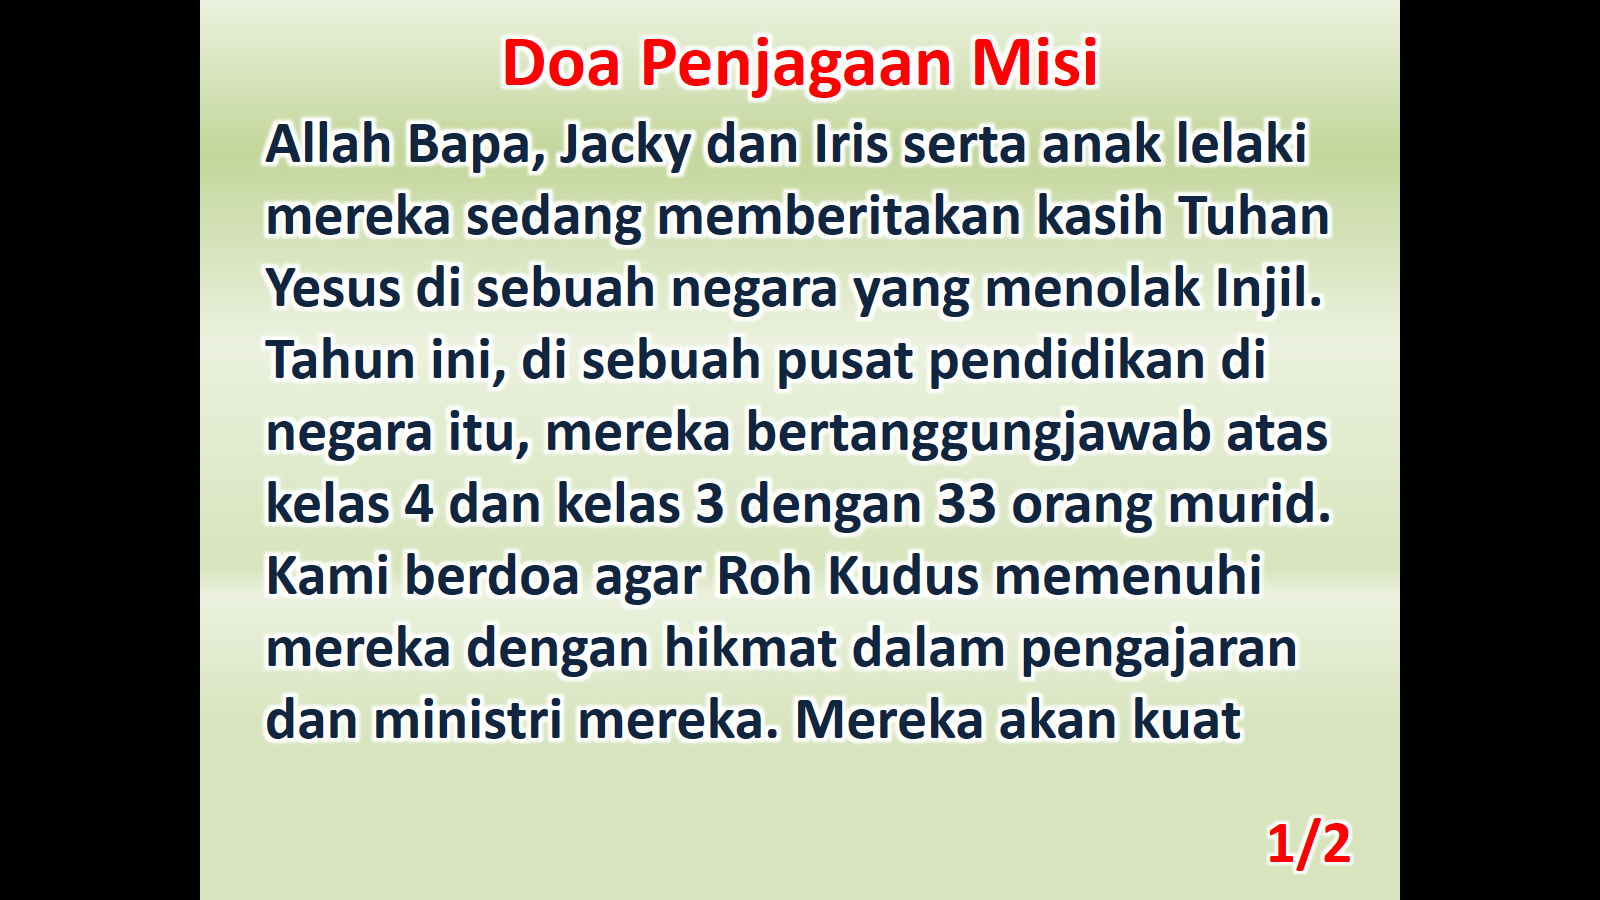 Doa Penjagaan Misi
Allah Bapa, Jacky dan Iris serta anak lelaki
mereka sedang memberitakan kasih Tuhan
Yesus di sebuah negara yang menolak Injil.
Tahun ini, di sebuah pusat pendidikan di
negara itu, mereka bertanggungjawab atas
kelas 4 dan kelas 3 dengan 33 orang murid.
Kami berdoa agar Roh Kudus memenuhi
mereka dengan hikmat dalam pengajaran
dan ministri mereka. Mereka akan kuat
1/2